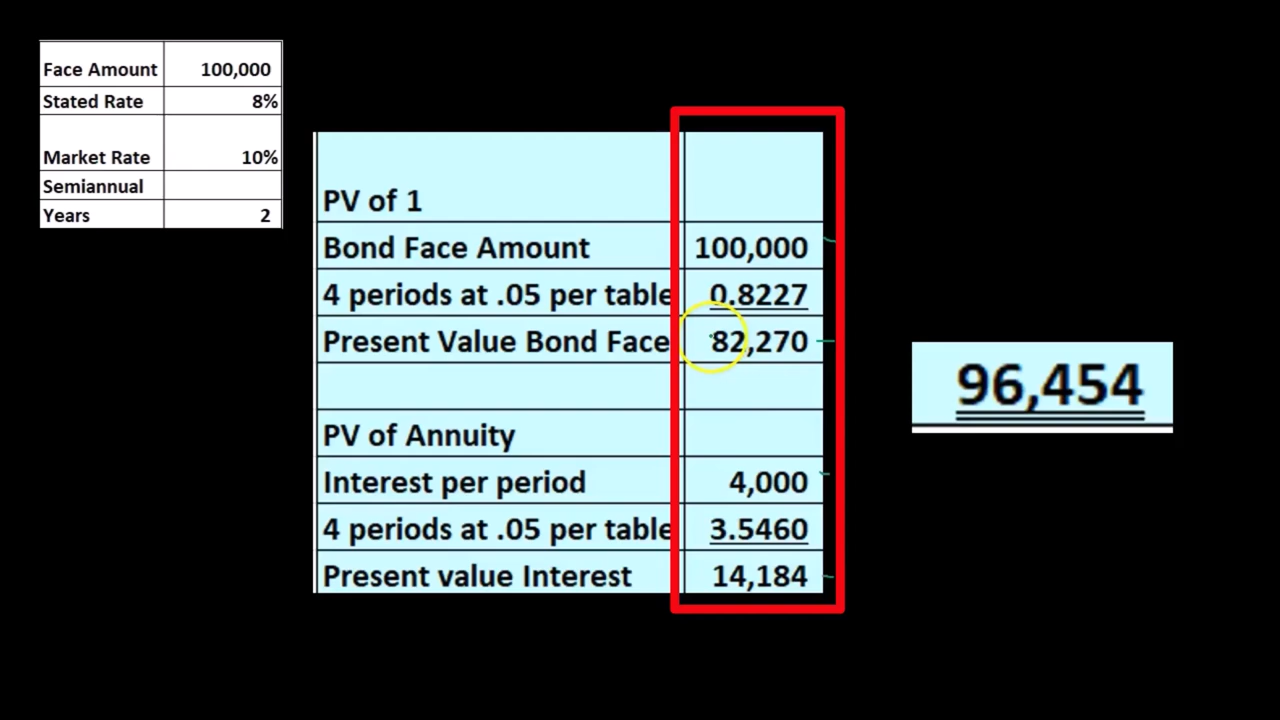 Face Amount 100,000
Stated Rate 8%
Market Rate 10%
Semiannual
Years 2
PV of 1
Bond Face Amount 100,000
4 periods at .05 per table 0.8227
Present Value Bond Face 82,270
PV of Annuity
Interest per period 4,000
4 periods at .05 per table 3.5460
Present value Interest 14,184
96,454